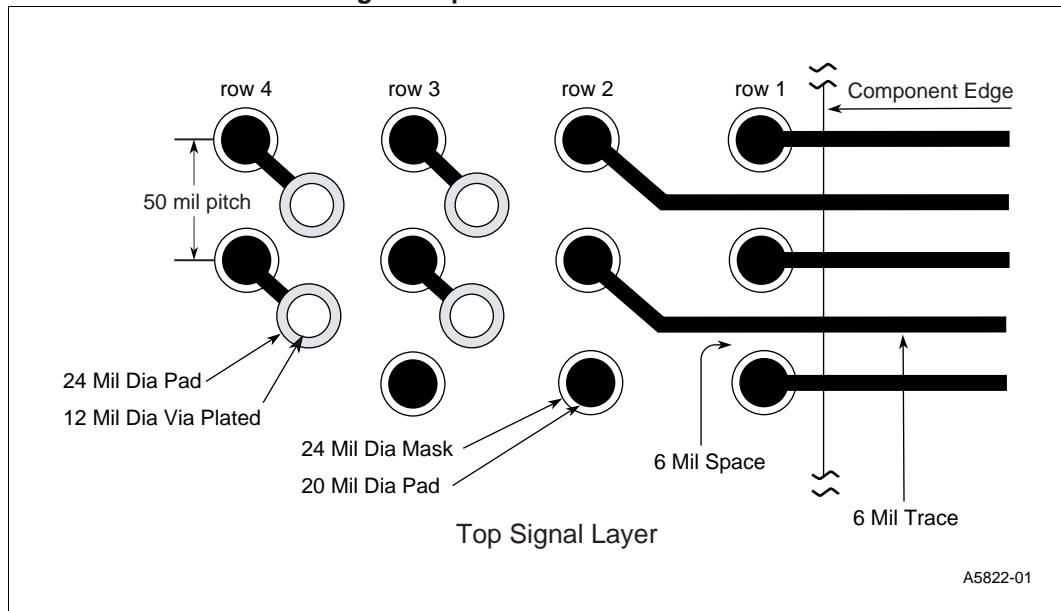 row 4
row 3
row 2
row 1
Component Edge
50 mil pitch
24 Mil Dia Pad
12 Mil Dia Via Plated
24 Mil Dia Mask
20 Mil Dia Pad
6 Mil Space
6 Mil Trace
Top Signal Layer
A5822-01